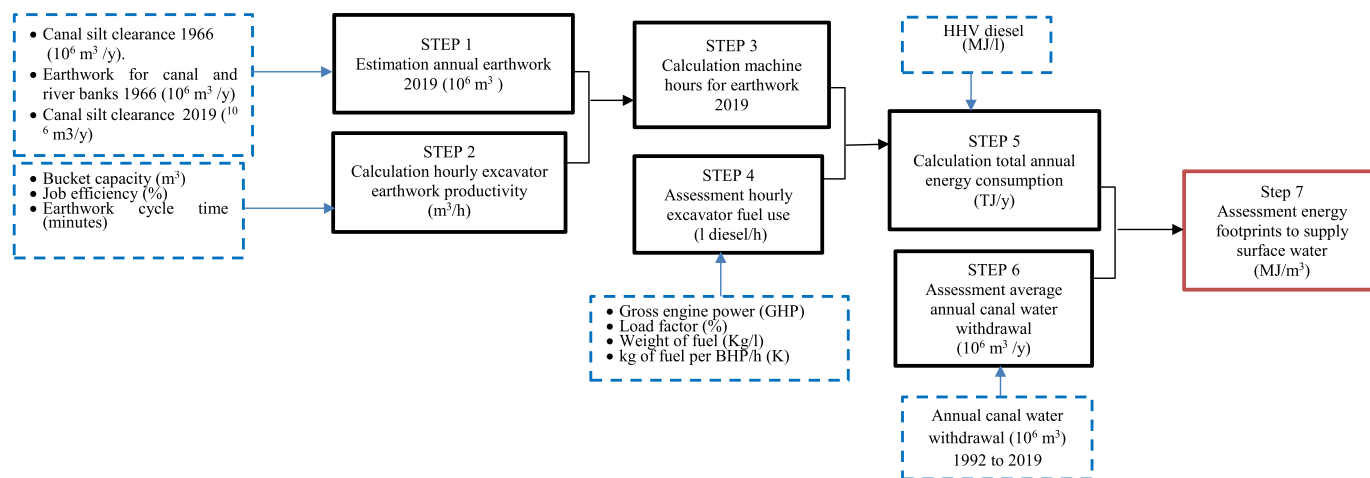 • Canal silt clearance 1966
(10⁶ m³ /y).
• Earthwork for canal and
river banks 1966 (10⁶ m³ /y)
• Canal silt clearance 2019 (¹⁰
⁶ m3/y)
• Bucket capacity (m³)
• Job efficiency (%)
• Earthwork cycle time
(minutes)
STEP 1
Estimation annual earthwork
2019 (10⁶ m³ )
STEP 2
Calculation hourly excavator
earthwork productivity
(m³/h)
STEP 3
Calculation machine
hours for earthwork
2019
STEP 4
Assessment hourly
excavator fuel use
(l diesel/h)
• Gross engine power (GHP)
• Load factor (%)
• Weight of fuel (Kg/l)
• kg of fuel per BHP/h (K)
HHV diesel
(MJ/l)
STEP 5
Calculation total annual
energy consumption
(TJ/y)
STEP 6
Assessment average
annual canal water
withdrawal
(10⁶ m³ /y)
Annual canal water
withdrawal (10⁶ m³)
1992 to 2019
Step 7
Assessment energy
footprints to supply
surface water
(MJ/m³)